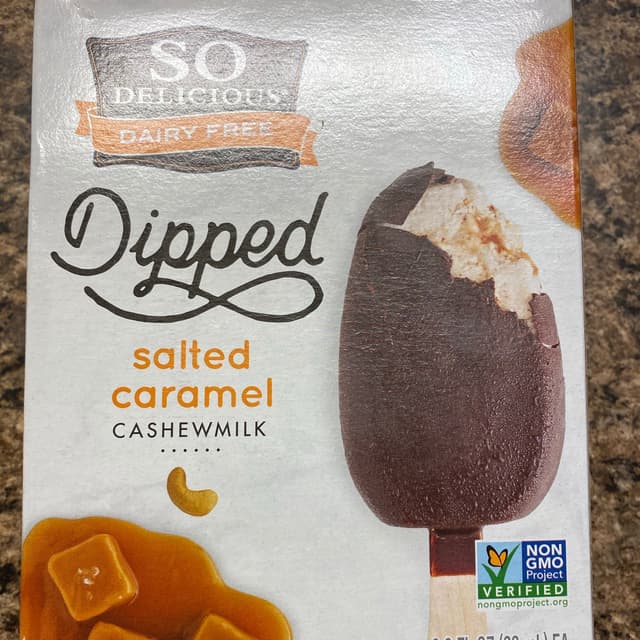 SO
DELICIOUS
DAIRY FREE
Dipped
salted
caramel
CASHEWMILK
NON
GMO
Project
VERIFIED
nongmoproject.org